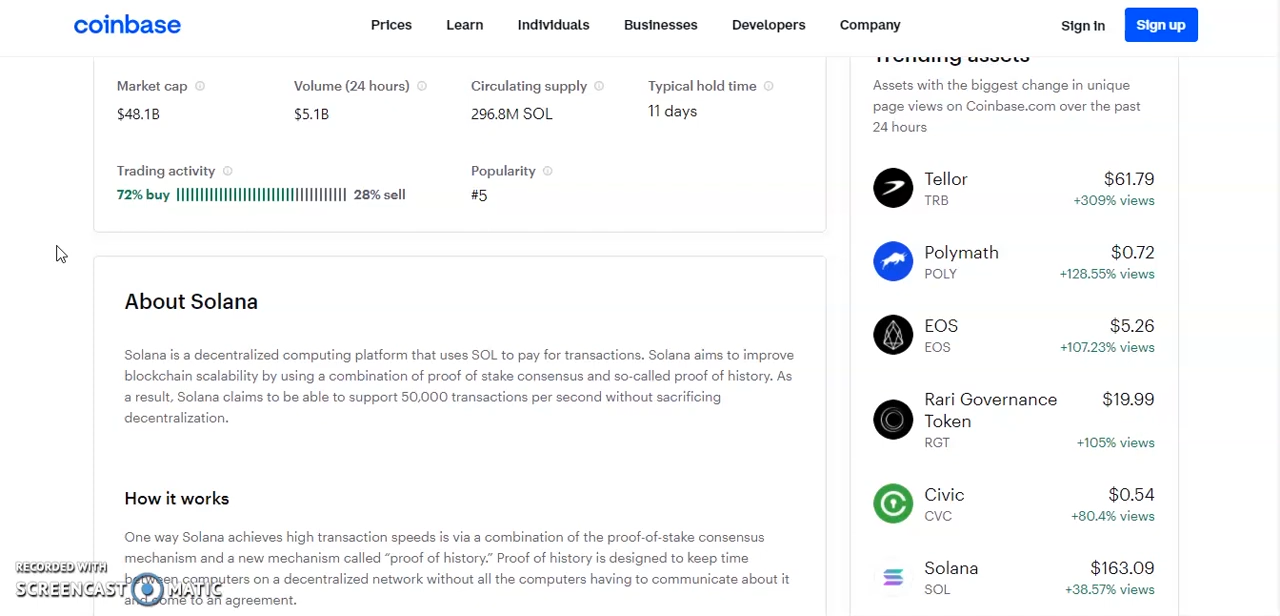 coinbase
Prices Learn Individuals Businesses Developers Company Sign in Sign up
Market cap Volume (24 hours) Circulating supply Typical hold time
$48.1B $5.1B 296.8M SOL 11 days
Trading activity Popularity
72% buy 28% sell #5
About Solana
Solana is a decentralized computing platform that uses SOL to pay for transactions. Solana aims to improve
blockchain scalability by using a combination of proof of stake consensus and so-called proof of history. As
a result, Solana claims to be able to support 50,000 transactions per second without sacrificing
decentralization.
How it works
One way Solana achieves high transaction speeds is via a combination of the proof-of-stake consensus
mechanism and a new mechanism called “proof of history.” Proof of history is designed to keep time
between computers on a decentralized network without all the computers having to communicate about it
and come to an agreement.
Trending assets
Assets with the biggest change in unique
page views on Coinbase.com over the past
24 hours
Tellor $61.79
TRB +309% views
Polymath $0.72
POLY +128.55% views
EOS $5.26
EOS +107.23% views
Rari Governance $19.99
Token
RGT +105% views
Civic $0.54
CVC +80.4% views
Solana $163.09
SOL +38.57% views
RECORDED WITH
SCREENCAST MATIC